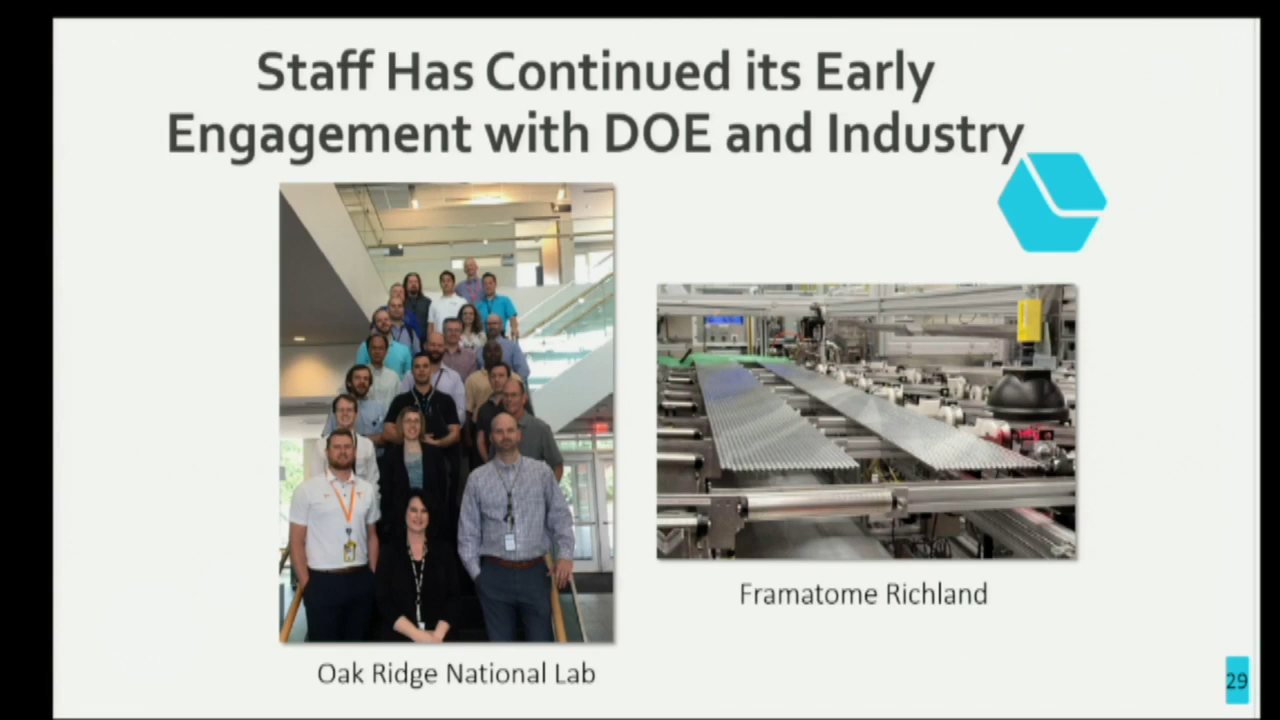 Staff Has Continued its Early
Engagement with DOE and Industry
Framatome Richland
Oak Ridge National Lab
29